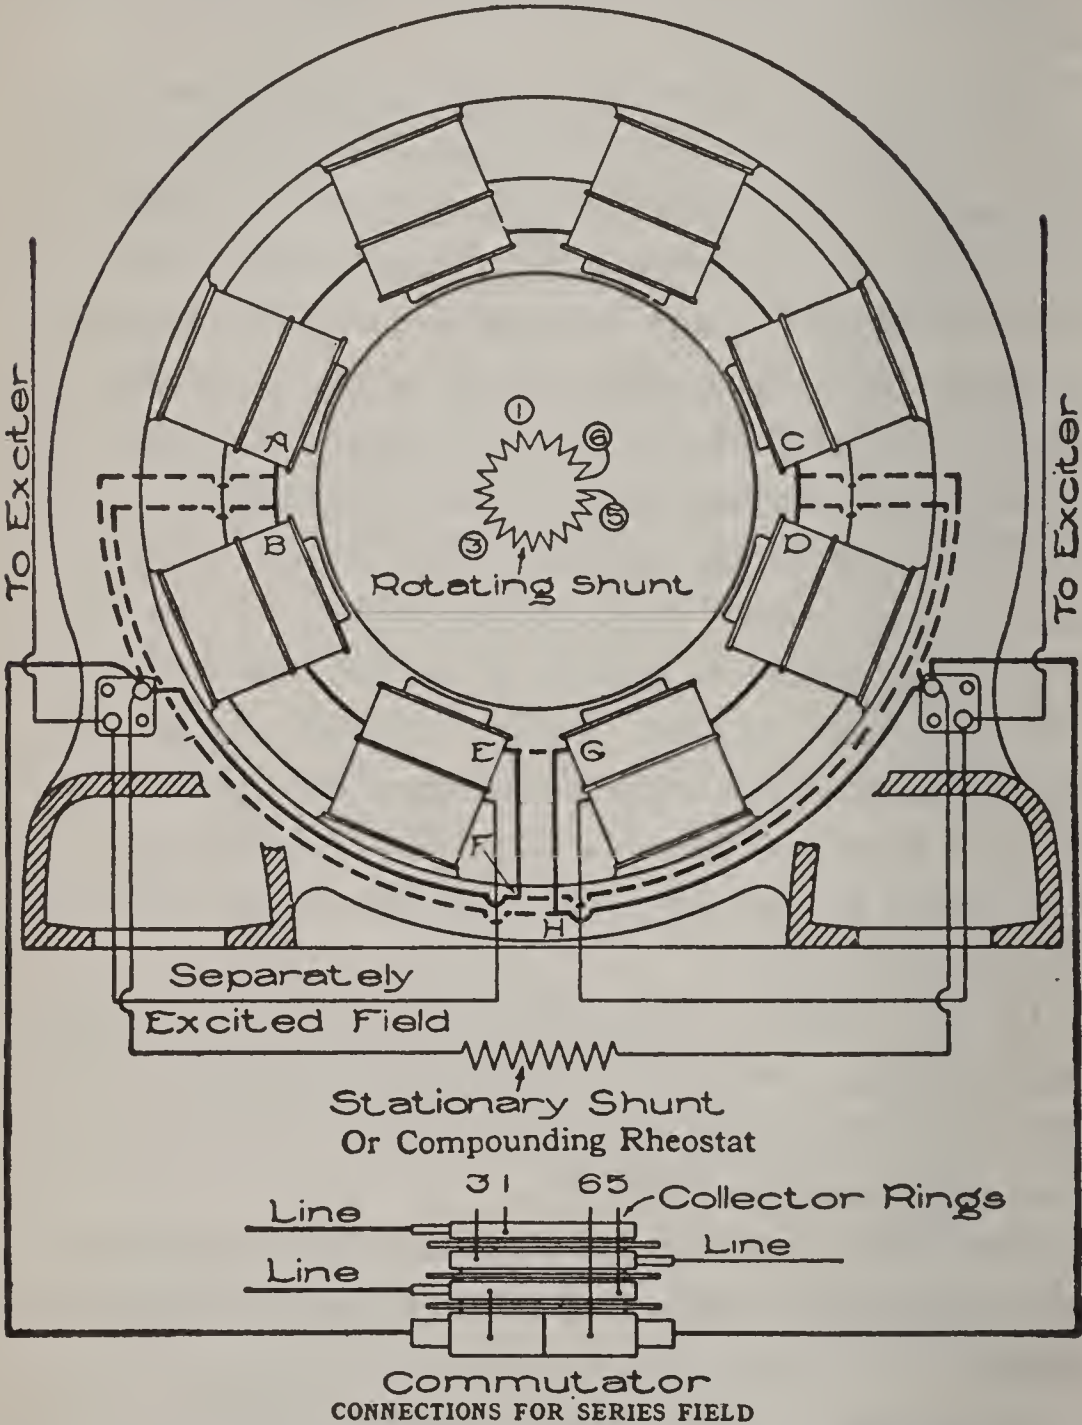 1
6
A
C
To Exciter
To Exciter
B
D
3
5
Rotating Shunt
E
G
F
H
Separately
Excited Field
Stationary Shunt
Or Compounding Rheostat
3 1 6 5
Collector Rings
Line
Line
Line
Commutator
CONNECTIONS FOR SERIES FIELD